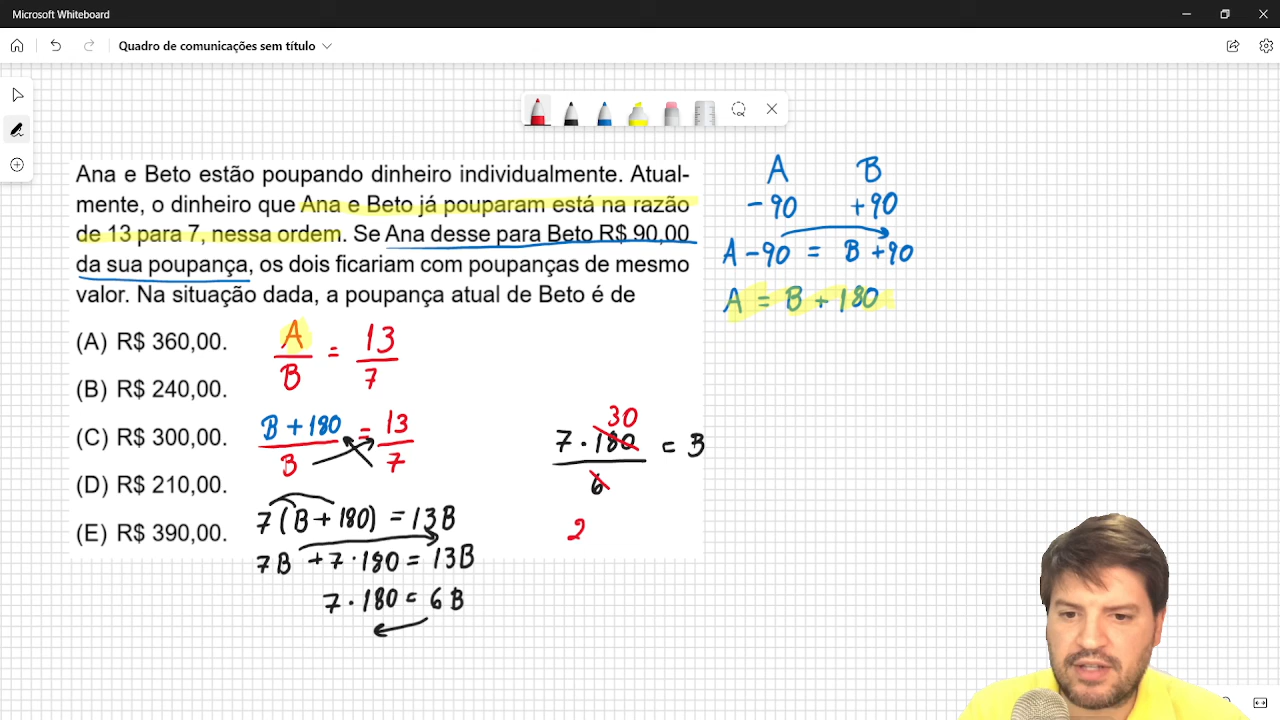 Microsoft Whiteboard
Quadro de comunicações sem título
Ana e Beto estão poupando dinheiro individualmente. Atual-
mente, o dinheiro que Ana e Beto já pouparam está na razão
de 13 para 7, nessa ordem. Se Ana desse para Beto R$ 90,00
da sua poupança, os dois ficariam com poupanças de mesmo
valor. Na situação dada, a poupança atual de Beto é de
(A) R$ 360,00.
(B) R$ 240,00.
(C) R$ 300,00.
(D) R$ 210,00.
(E) R$ 390,00.
A/B = 13/7
B + 180/B = 13/7
7(B + 180) = 13B
7B + 7 · 180 = 13B
7 · 180 = 6B
30
7 · 180/6 = B
2
A B
-90 +90
A - 90 = B + 90
A = B + 180